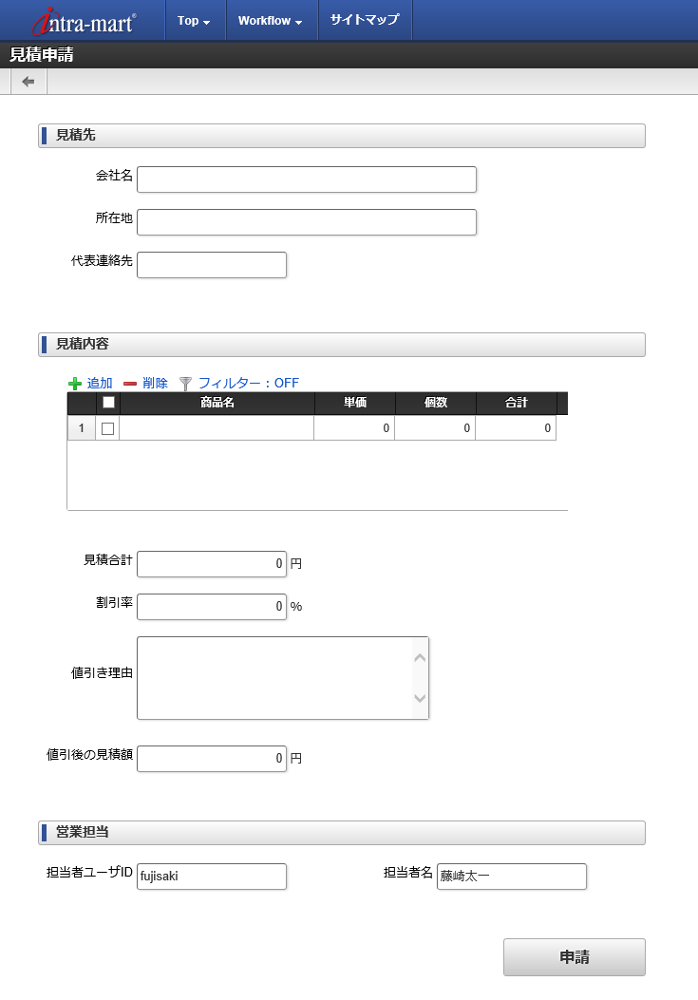 intra-mart® Top Workflow サイトマップ
見積申請
見積先
会社名
所在地
代表連絡先
見積内容
追加 削除 フィルター：OFF
商品名 単価 個数 合計
1 0 0 0
見積合計 0 円
割引率 0 %
値引き理由
値引後の見積額 0 円
営業担当
担当者ユーザID fujisaki 担当者名 藤崎太一
申請